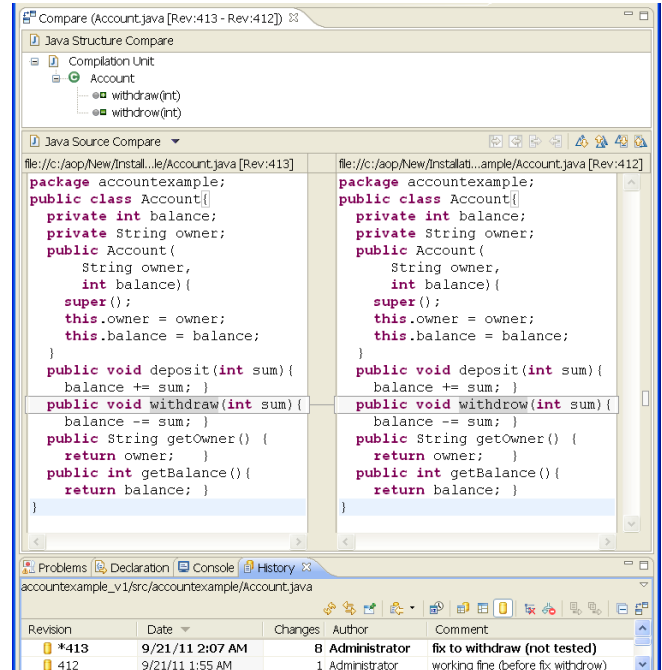 Compare (Account.java [Rev:413 - Rev:412])
Java Structure Compare
Compilation Unit
Account
withdraw(int)
withdrow(int)
Java Source Compare
file://c:/aop/New/Install...le/Account.java [Rev:413]
file://c:/aop/New/Installati...ample/Account.java [Rev:412]
package accountexample;
public class Account{
private int balance;
private String owner;
public Account(
String owner,
int balance){
super();
this.owner = owner;
this.balance = balance;
}
public void deposit(int sum){
balance += sum; }
public void withdraw(int sum){
balance -= sum; }
public String getOwner() {
return owner; }
public int getBalance(){
return balance; }
}
package accountexample;
public class Account{
private int balance;
private String owner;
public Account(
String owner,
int balance){
super();
this.owner = owner;
this.balance = balance;
}
public void deposit(int sum){
balance += sum; }
public void withdrow(int sum){
balance -= sum; }
public String getOwner() {
return owner; }
public int getBalance(){
return balance; }
}
Problems Declaration Console History
accountexample_v1/src/accountexample/Account.java
Revision Date Changes Author Comment
*413 9/21/11 2:07 AM 8 Administrator fix to withdraw (not tested)
412 9/21/11 1:55 AM 1 Administrator working fine (before fix withdrow)